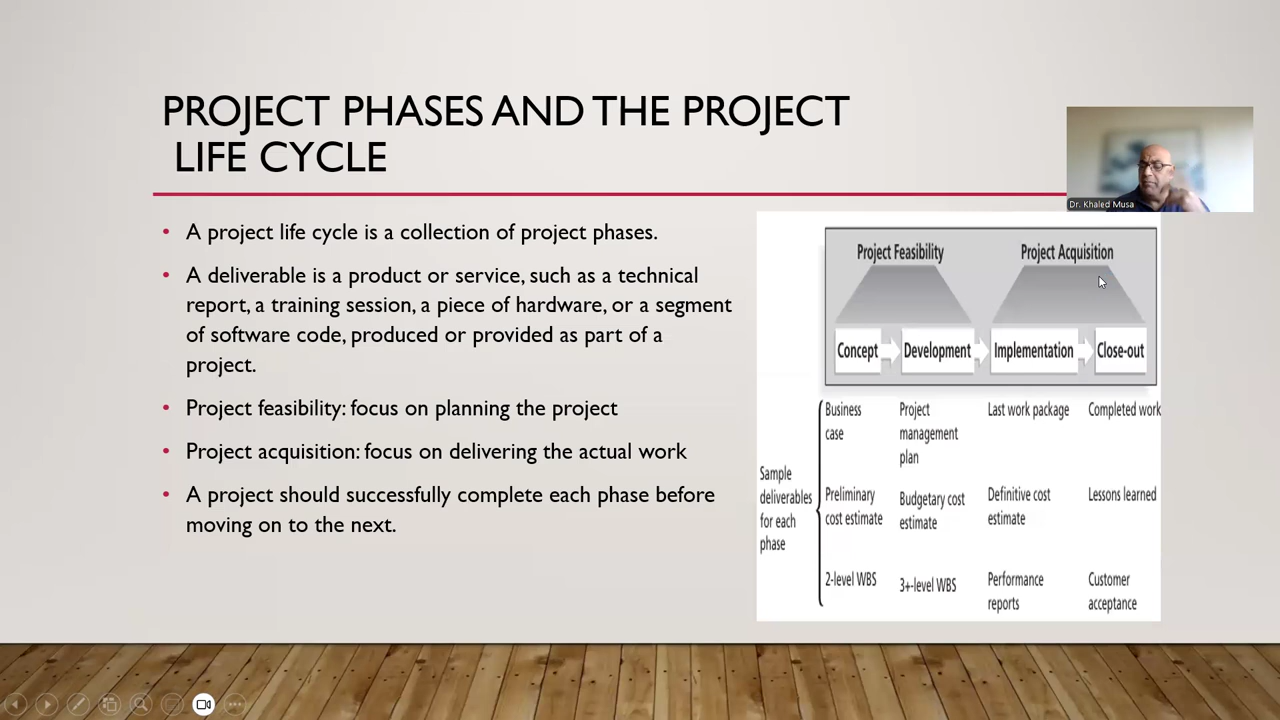 PROJECT PHASES AND THE PROJECT
LIFE CYCLE
Dr. Khaled Musa
• A project life cycle is a collection of project phases.
• A deliverable is a product or service, such as a technical
report, a training session, a piece of hardware, or a segment
of software code, produced or provided as part of a
project.
• Project feasibility: focus on planning the project
• Project acquisition: focus on delivering the actual work
• A project should successfully complete each phase before
moving on to the next.
Project Feasibility
Project Acquisition
Concept
Development
Implementation
Close-out
Sample
deliverables
for each
phase
Business
case
Project
management
plan
Last work package
Completed work
Preliminary
cost estimate
Budgetary cost
estimate
Definitive cost
estimate
Lessons learned
2-level WBS
3+-level WBS
Performance
reports
Customer
acceptance